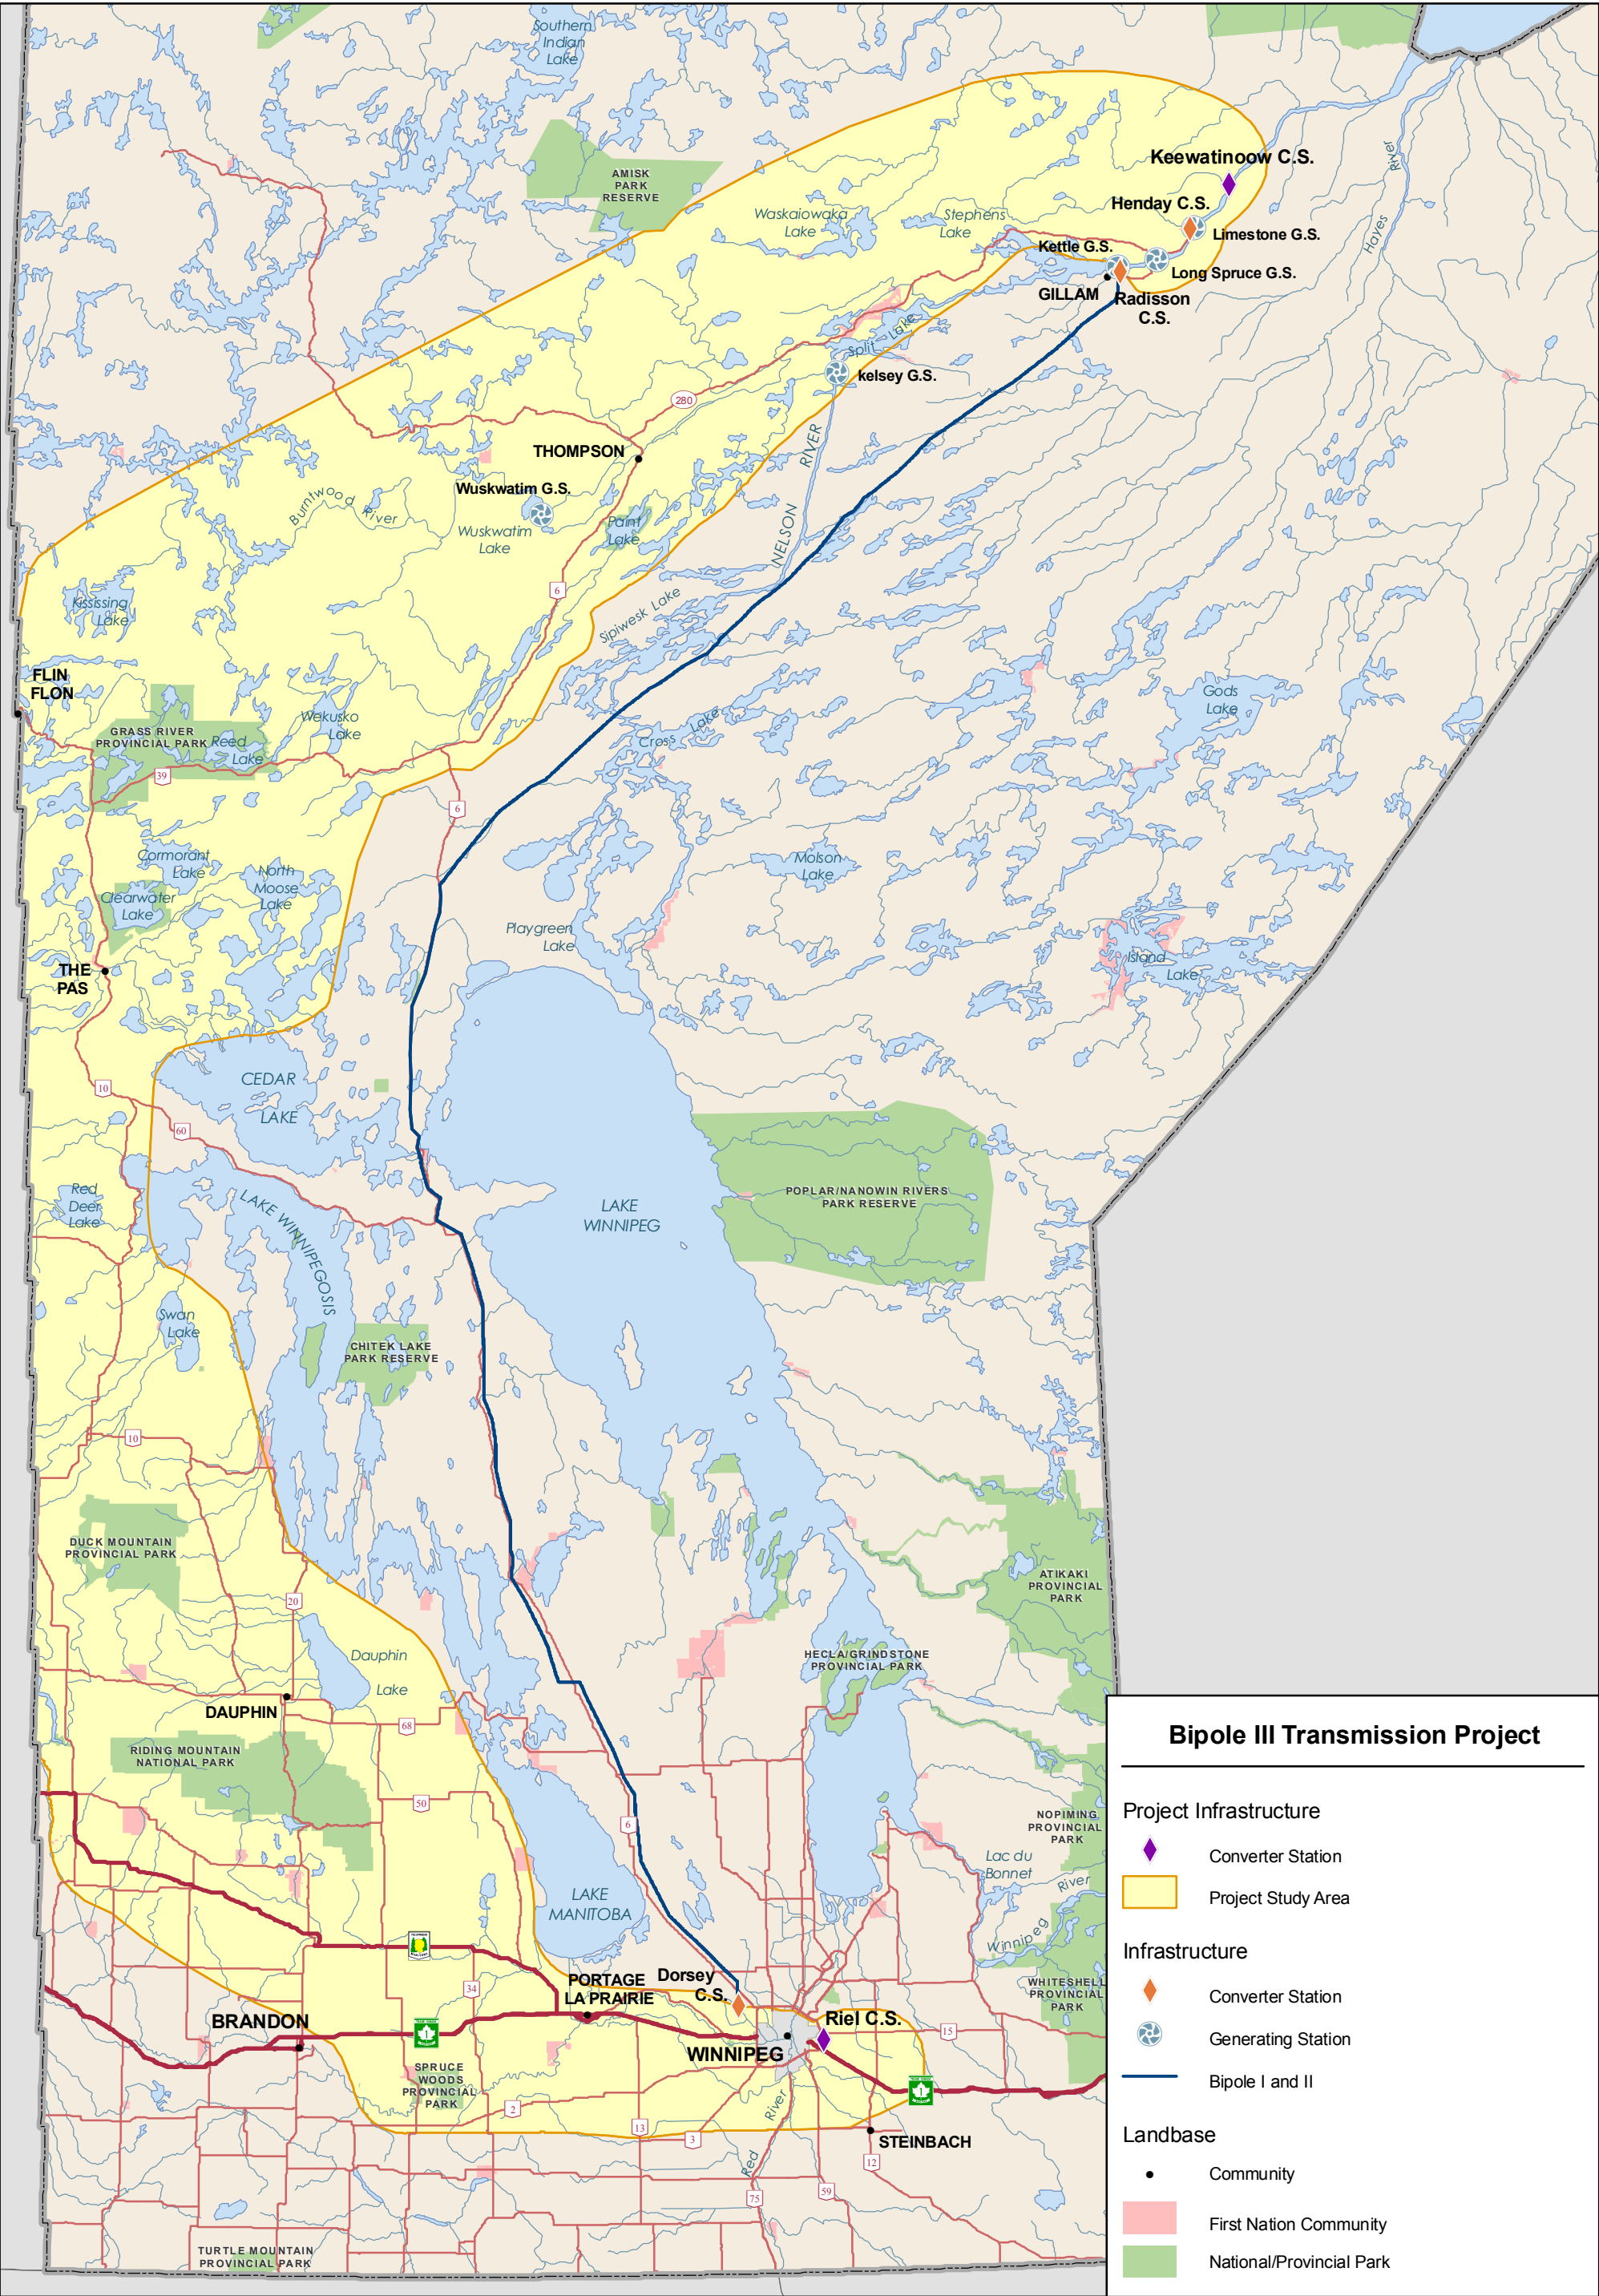 Southern
Indian
Lake
AMISK
PARK
RESERVE
Keewatinoow C.S.
Henday C.S.
Limestone G.S.
Kettle G.S.
Long Spruce G.S.
GILLAM
Radisson
C.S.
Waskaiowaka
Lake
Stephens
Lake
Hayes
River
Split Lake
kelsey G.S.
280
THOMPSON
Wuskwatim G.S.
Wuskwatim
Lake
Burntwood River
Paint
Lake
NELSON
RIVER
6
Sipiwesk Lake
Kississing
Lake
FLIN
FLON
GRASS RIVER
PROVINCIAL PARK
Reed
Lake
Wekusko
Lake
39
Cross Lake
Gods
Lake
6
Cormorant
Lake
North
Moose
Lake
Clearwater
Lake
Molson
Lake
Playgreen
Lake
Island
Lake
THE
PAS
CEDAR
LAKE
10
60
Red
Deer
Lake
LAKE WINNIPEGOSIS
LAKE
WINNIPEG
POPLAR/NANOWIN RIVERS
PARK RESERVE
Swan
Lake
CHITEK LAKE
PARK RESERVE
10
DUCK MOUNTAIN
PROVINCIAL PARK
20
ATIKAKI
PROVINCIAL
PARK
Dauphin
Lake
HECLA/GRINDSTONE
PROVINCIAL PARK
DAUPHIN
68
RIDING MOUNTAIN
NATIONAL PARK
50
6
NOPIMING
PROVINCIAL
PARK
Lac du
Bonnet
Winnipeg
River
LAKE
MANITOBA
WHITESHELL
PROVINCIAL
PARK
34
PORTAGE
LA PRAIRIE
Dorsey
C.S.
Riel C.S.
BRANDON
1
WINNIPEG
15
SPRUCE
WOODS
PROVINCIAL
PARK
1
2
13
3
Red
River
STEINBACH
12
75
59
TURTLE MOUNTAIN
PROVINCIAL PARK
Bipole III Transmission Project
Project Infrastructure
Converter Station
Project Study Area
Infrastructure
Converter Station
Generating Station
Bipole I and II
Landbase
Community
First Nation Community
National/Provincial Park